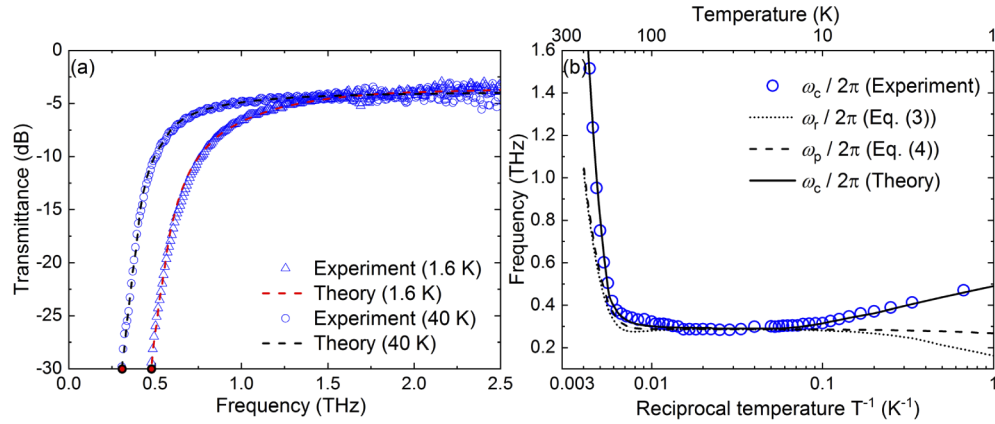 (a)
0
-5
-10
-15
-20
-25
-30
Transmittance (dB)
Experiment (1.6 K)
Theory (1.6 K)
Experiment (40 K)
Theory (40 K)
0.0 0.5 1.0 1.5 2.0 2.5
Frequency (THz)
Temperature (K)
300 100 10 1
(b)
1.6
1.4
1.2
1.0
0.8
0.6
0.4
0.2
Frequency (THz)
ω_c / 2π (Experiment)
ω_r / 2π (Eq. (3))
ω_p / 2π (Eq. (4))
ω_c / 2π (Theory)
0.003 0.01 0.1 1
Reciprocal temperature T⁻¹ (K⁻¹)